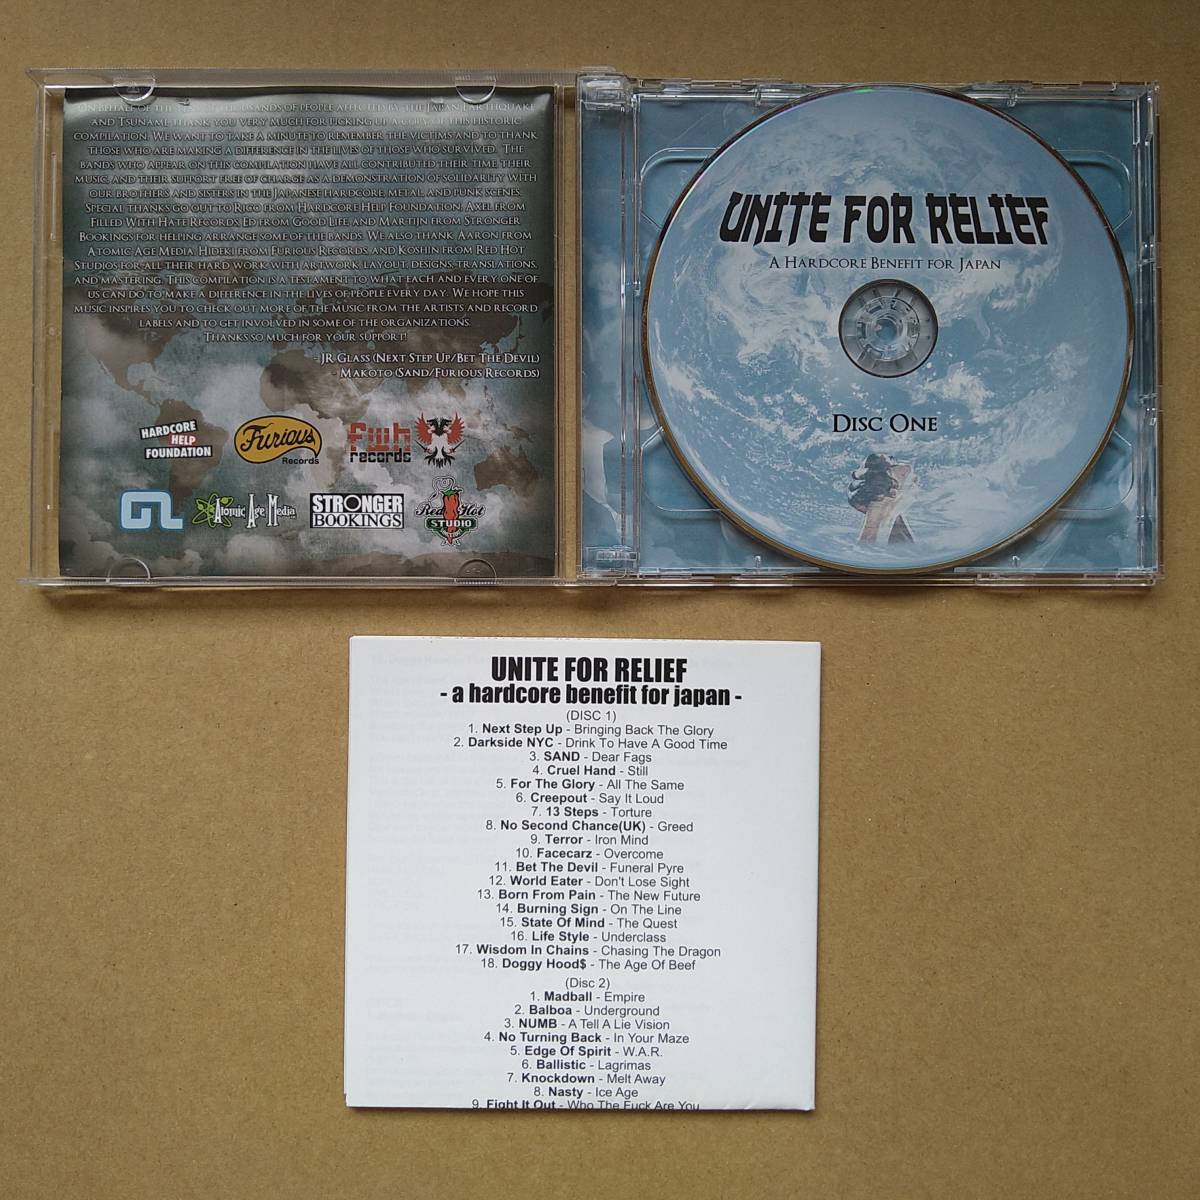 ON BEHALF OF THE OF PEOPLE AFFECTED BY THE JAPAN EARTHQUAKE
AND TSUNAMI, THANK YOU VERY MUCH FOR PICKING UP A COPY OF THIS HISTORIC
COMPILATION. WE WANT TO TAKE A MINUTE TO REMEMBER THE VICTIMS AND TO THANK
THOSE WHO ARE MAKING A DIFFERENCE IN THE LIVES OF THOSE WHO SURVIVED. THE
BANDS WHO APPEAR ON THIS COMPILATION HAVE ALL CONTRIBUTED THEIR TIME THEIR
MUSIC, AND THEIR SUPPORT FREE OF CHARGE AS A DEMONSTRATION OF SOLIDARITY WITH
OUR BROTHERS AND SISTERS IN THE JAPANESE HARDCORE, METAL, AND PUNK SCENES.
SPECIAL THANKS GO OUT TO RICO FROM HARDCORE HELP FOUNDATION, AXEL FROM
FILLED WITH HATE RECORDS, ED FROM GOOD LIFE, AND MARTIJN FROM STRONGER
BOOKINGS FOR HELPING ARRANGE SOME OF THE BANDS. WE ALSO THANK AARON FROM
ATOMIC AGE MEDIA, HIDEKI FROM FURIOUS RECORDS, AND KOSHIN FROM RED HOT
STUDIOS FOR ALL THEIR HARD WORK WITH ARTWORK, LAYOUT, DESIGNS, TRANSLATIONS,
AND MASTERING. THIS COMPILATION IS A TESTAMENT TO WHAT EACH AND EVERY ONE OF
US CAN DO TO MAKE A DIFFERENCE IN THE LIVES OF PEOPLE EVERY DAY. WE HOPE THIS
MUSIC INSPIRES YOU TO CHECK OUT MORE OF THE MUSIC FROM THE ARTISTS AND RECORD
LABELS AND TO GET INVOLVED IN SOME OF THE ORGANIZATIONS.
THANKS SO MUCH FOR YOUR SUPPORT!
- JR GLASS (NEXT STEP UP/BET THE DEVIL)
- MAKOTO (SAND/FURIOUS RECORDS)
HARDCORE
HELP
FOUNDATION
Furious
Records
fwh
records
GL
Atomic Age Media
STRONGER
BOOKINGS
Red Hot
STUDIO
UNITE FOR RELIEF
A HARDCORE BENEFIT FOR JAPAN
DISC ONE
UNITE FOR RELIEF
- a hardcore benefit for japan -
(DISC 1)
1. Next Step Up - Bringing Back The Glory
2. Darkside NYC - Drink To Have A Good Time
3. SAND - Dear Fags
4. Cruel Hand - Still
5. For The Glory - All The Same
6. Creepout - Say It Loud
7. 13 Steps - Torture
8. No Second Chance(UK) - Greed
9. Terror - Iron Mind
10. Facecarz - Overcome
11. Bet The Devil - Funeral Pyre
12. World Eater - Don't Lose Sight
13. Born From Pain - The New Future
14. Burning Sign - On The Line
15. State Of Mind - The Quest
16. Life Style - Underclass
17. Wisdom In Chains - Chasing The Dragon
18. Doggy Hood$ - The Age Of Beef
(Disc 2)
1. Madball - Empire
2. Balboa - Underground
3. NUMB - A Tell A Lie Vision
4. No Turning Back - In Your Maze
5. Edge Of Spirit - W.A.R.
6. Ballistic - Lagrimas
7. Knockdown - Melt Away
8. Nasty - Ice Age
9. Fight It Out - Who The Fuck Are You